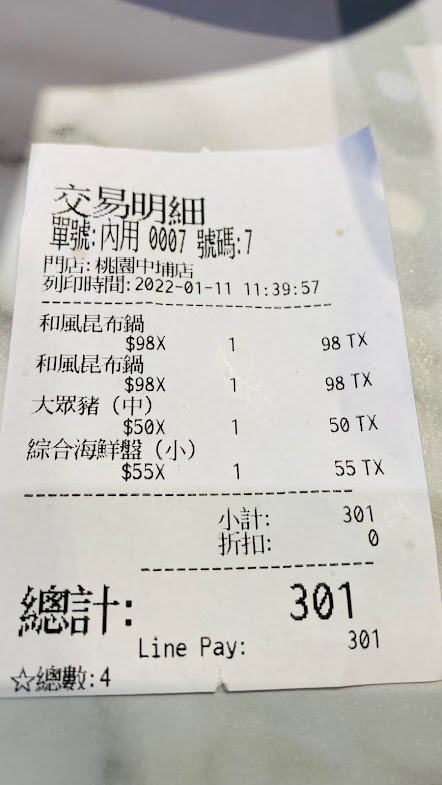 交易明細
單號:內用 0007 號碼:7
門店:桃園中埔店
列印時間:2022-01-11 11:39:57
和風昆布鍋
$98X 1 98 TX
和風昆布鍋
$98X 1 98 TX
大眾豬(中)
$50X 1 50 TX
綜合海鮮盤(小)
$55X 1 55 TX
小計: 301
折扣: 0
總計: 301
Line Pay: 301
☆總數:4